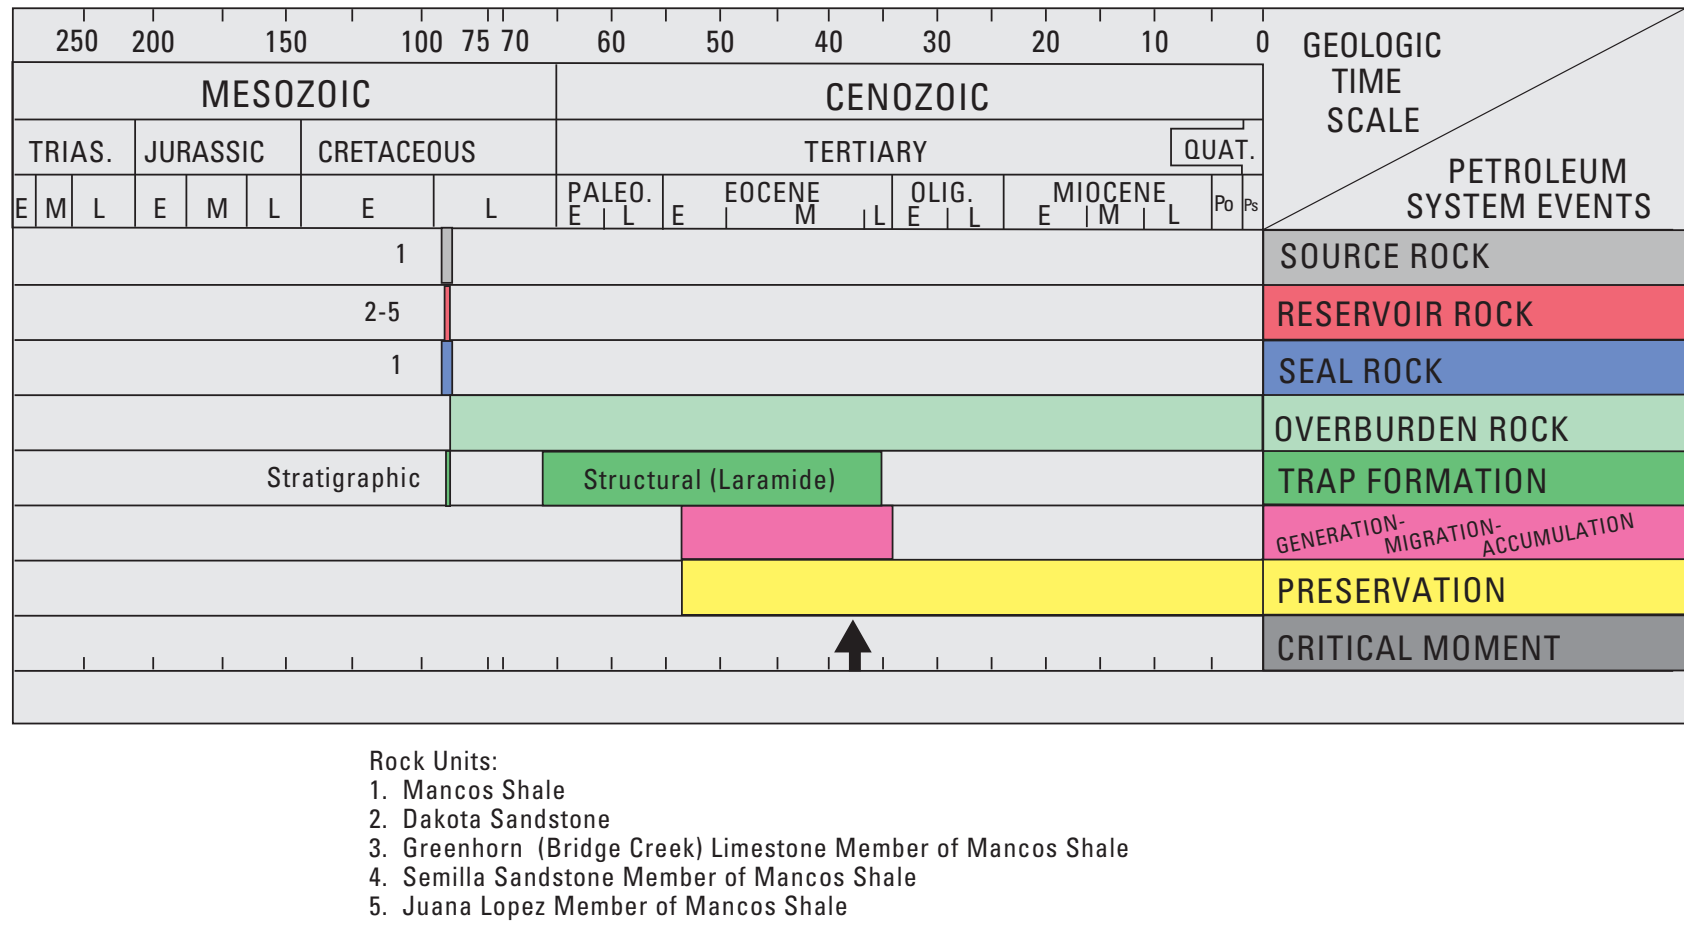 250 200 150 100 75 70 60 50 40 30 20 10 0
GEOLOGIC
TIME
SCALE
PETROLEUM
SYSTEM EVENTS
MESOZOIC CENOZOIC
TRIAS. JURASSIC CRETACEOUS TERTIARY QUAT.
PALEO. EOCENE OLIG. MIOCENE
E M L E M L E L E L E M L E L E M L Po Ps
1 SOURCE ROCK
2-5 RESERVOIR ROCK
1 SEAL ROCK
OVERBURDEN ROCK
Stratigraphic Structural (Laramide) TRAP FORMATION
GENERATION-
MIGRATION-
ACCUMULATION
PRESERVATION
CRITICAL MOMENT
Rock Units:
1. Mancos Shale
2. Dakota Sandstone
3. Greenhorn (Bridge Creek) Limestone Member of Mancos Shale
4. Semilla Sandstone Member of Mancos Shale
5. Juana Lopez Member of Mancos Shale